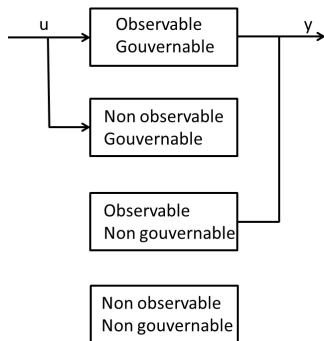 u
y
Observable
Gouvernable
Non observable
Gouvernable
Observable
Non gouvernable
Non observable
Non gouvernable